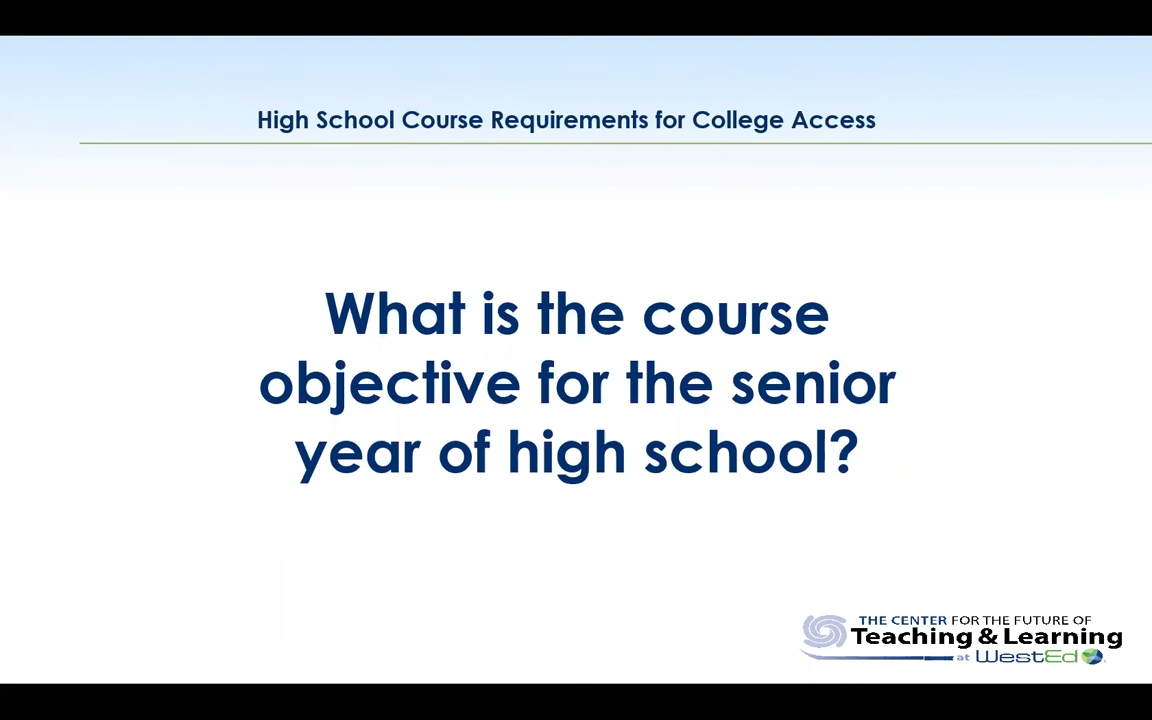 High School Course Requirements for College Access
What is the course
objective for the senior
year of high school?
THE CENTER FOR THE FUTURE OF
Teaching & Learning
at WestEd